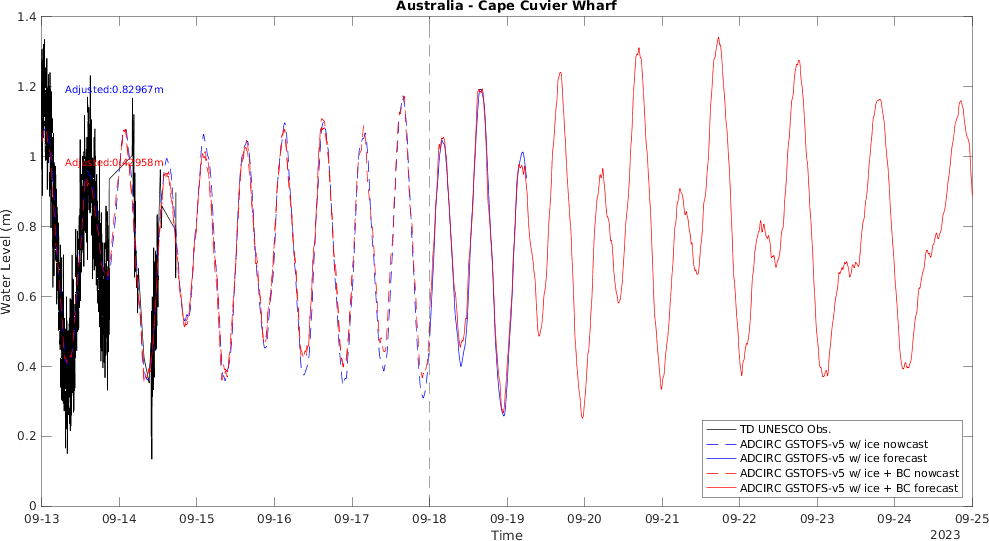 Australia - Cape Cuvier Wharf
Water Level (m)
1.4
1.2
1
0.8
0.6
0.4
0.2
0
Adjusted:0.82967m
Adjusted:0.42958m
TD UNESCO Obs.
ADCIRC GSTOFS-v5 w/ ice nowcast
ADCIRC GSTOFS-v5 w/ ice forecast
ADCIRC GSTOFS-v5 w/ ice + BC nowcast
ADCIRC GSTOFS-v5 w/ ice + BC forecast
09-13 09-14 09-15 09-16 09-17 09-18 09-19 09-20 09-21 09-22 09-23 09-24 09-25
Time
2023